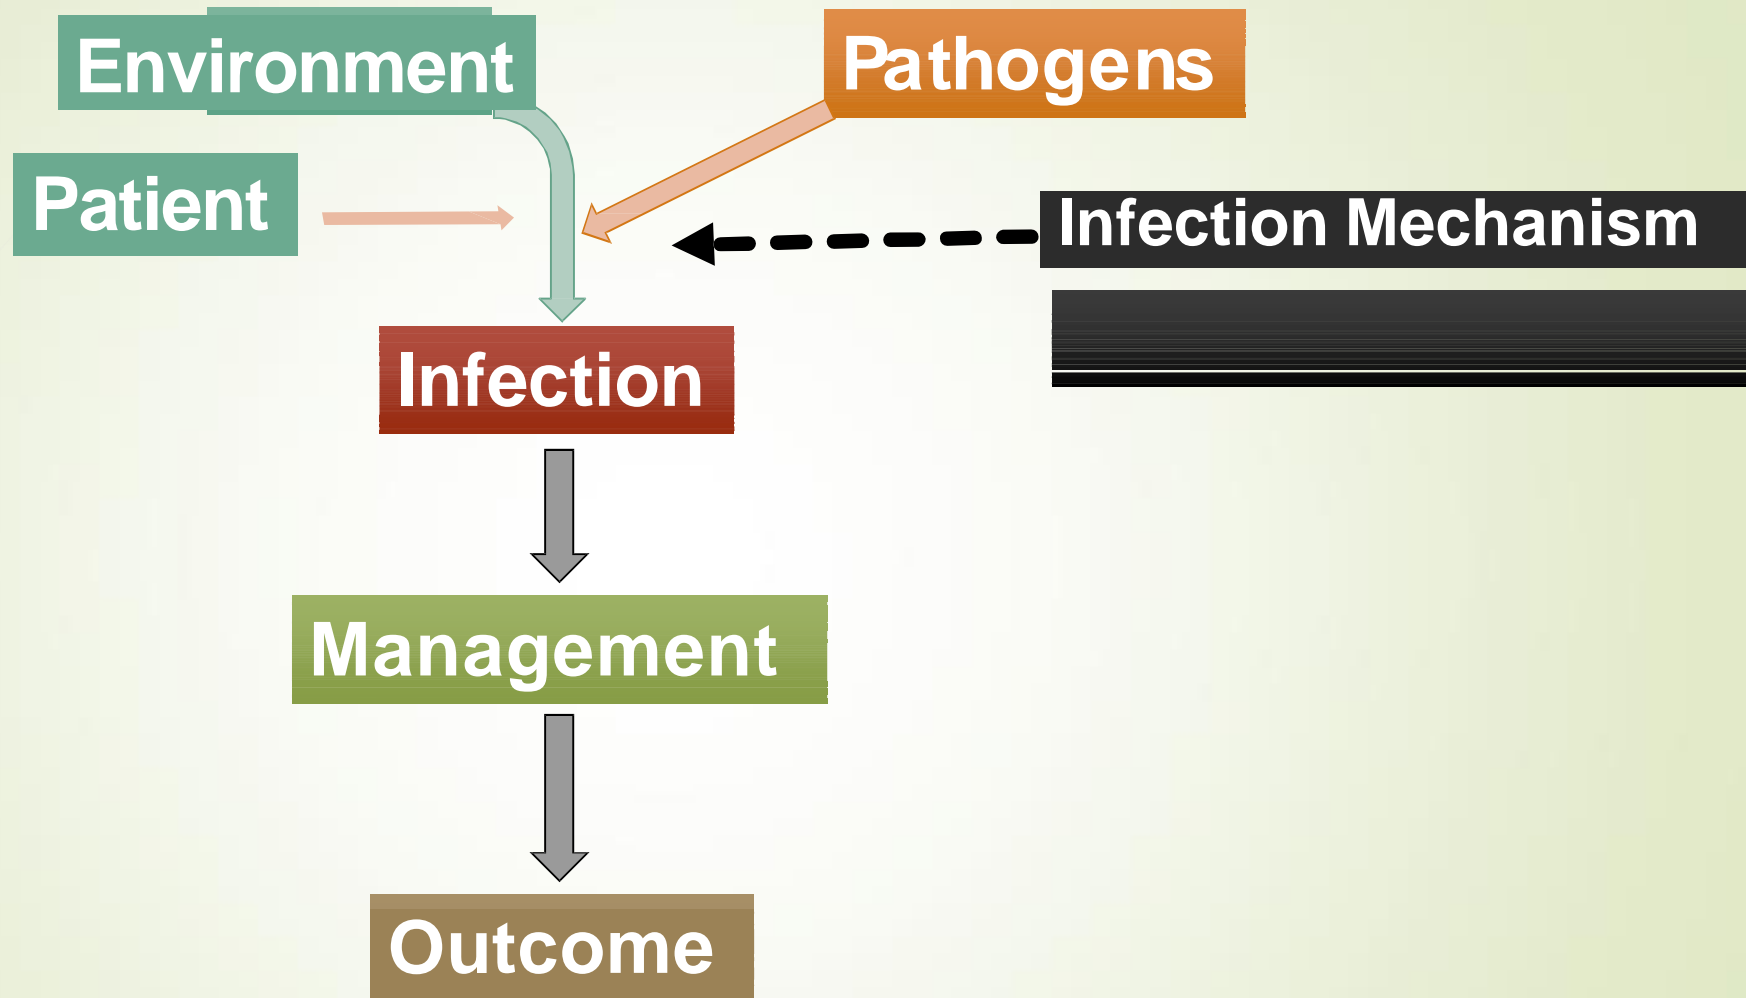 Environment
Pathogens
Patient
Infection Mechanism
Infection
Management
Outcome